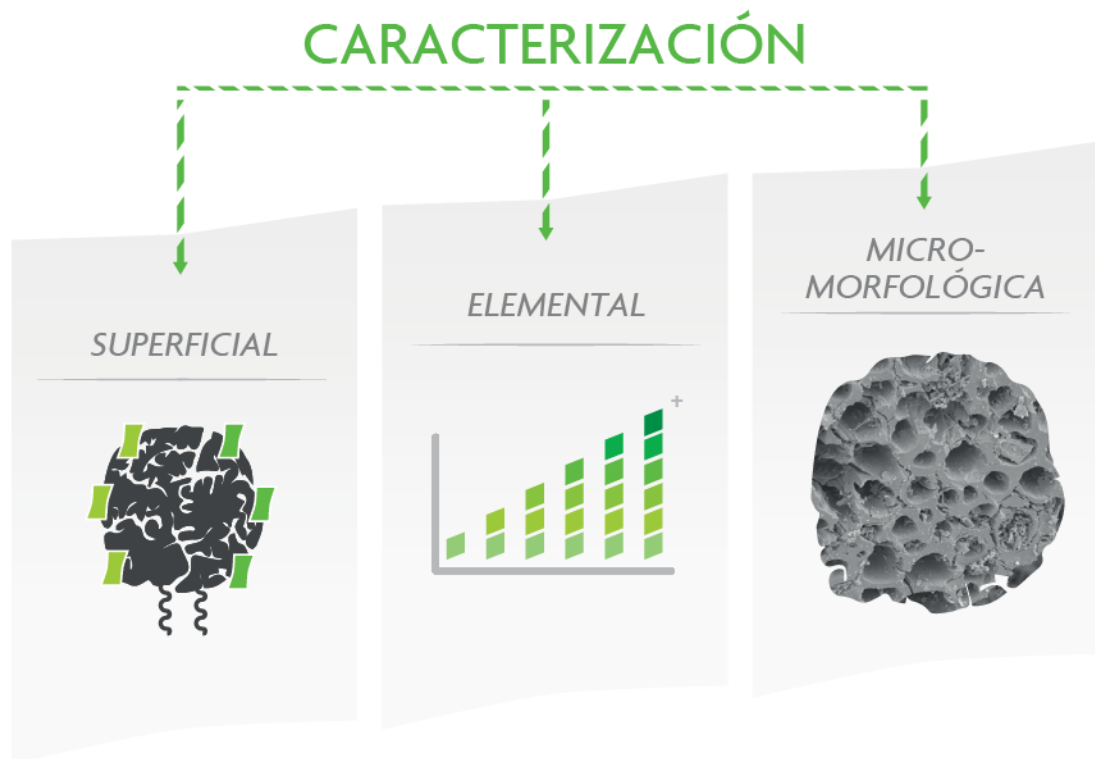 CARACTERIZACIÓN
SUPERFICIAL
ELEMENTAL
MICRO-
MORFOLÓGICA
+